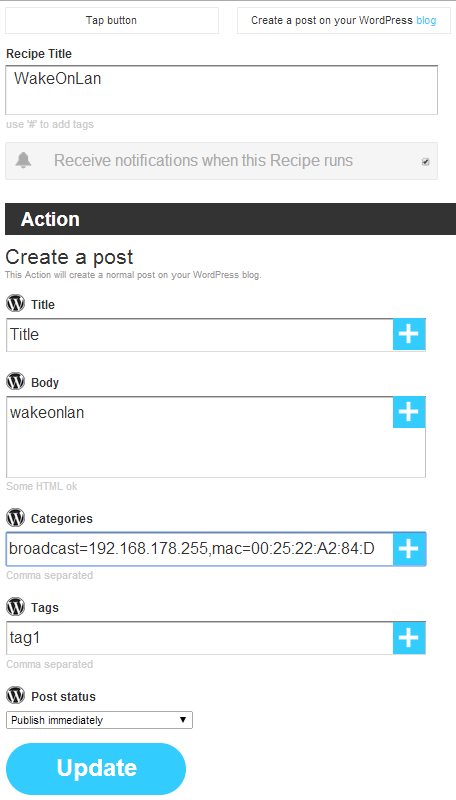 Tap button
Create a post on your WordPress blog
Recipe Title
WakeOnLan
use '#' to add tags
Receive notifications when this Recipe runs
Action
Create a post
This Action will create a normal post on your WordPress blog.
Title
Title
Body
wakeonlan
Some HTML ok
Categories
broadcast=192.168.178.255,mac=00:25:22:A2:84:D
Comma separated
Tags
tag1
Comma separated
Post status
Publish immediately
Update